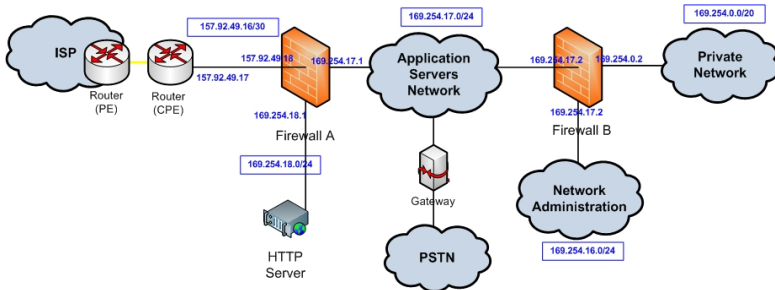 169.254.17.0/24
169.254.0.0/20
157.92.49.16/30
ISP
157.92.49.18
169.254.17.1
Application
Servers
Network
169.254.17.2
169.254.0.2
Private
Network
157.92.49.17
Router
(PE)
Router
(CPE)
169.254.18.1
Firewall A
169.254.17.2
Firewall B
169.254.18.0/24
Gateway
Network
Administration
HTTP
Server
PSTN
169.254.16.0/24